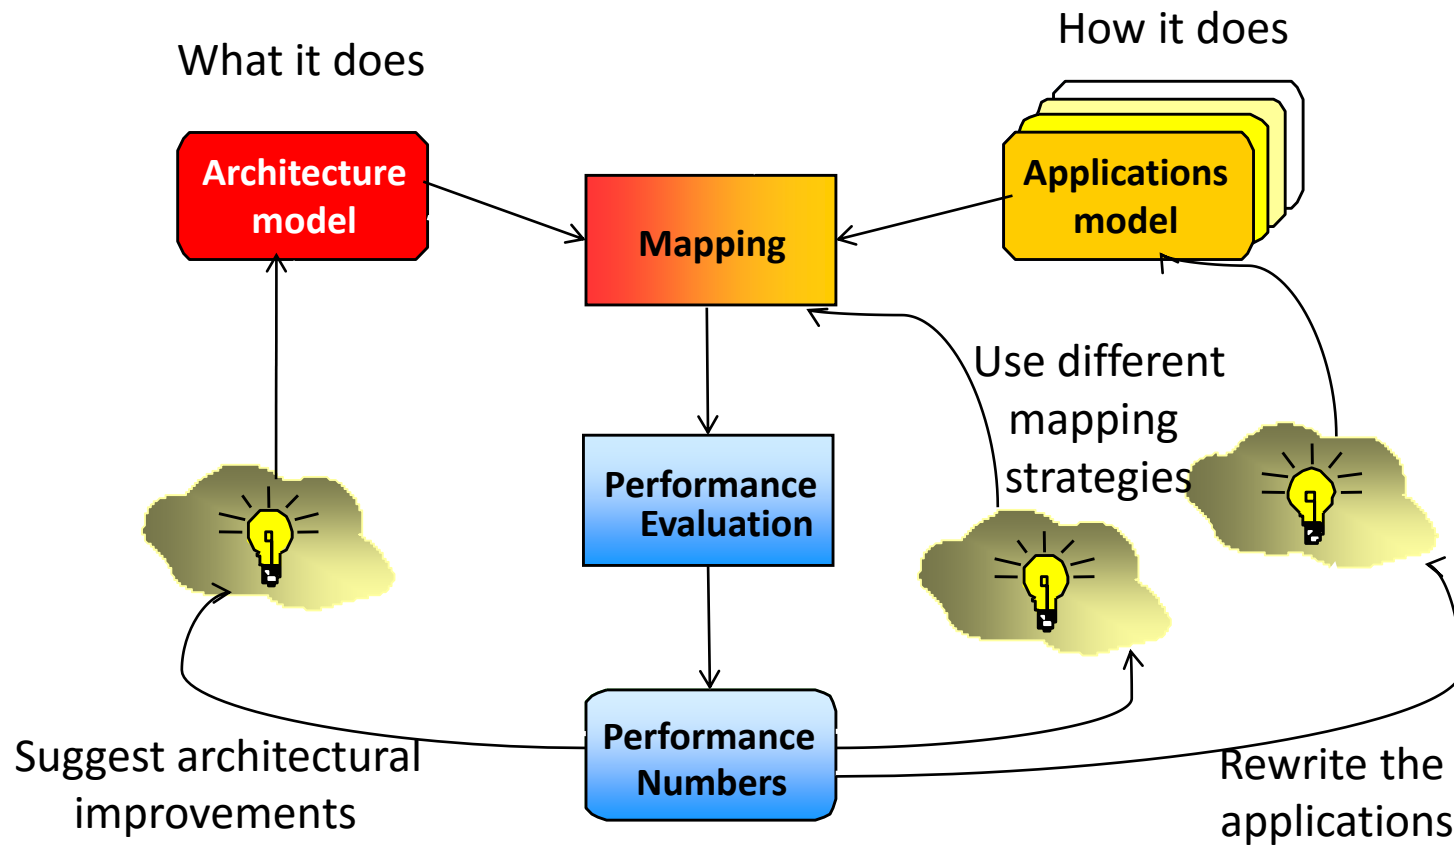 What it does
How it does
Architecture
model
Applications
model
Mapping
Use different
mapping
strategies
Performance
Evaluation
Performance
Numbers
Suggest architectural
improvements
Rewrite the
applications